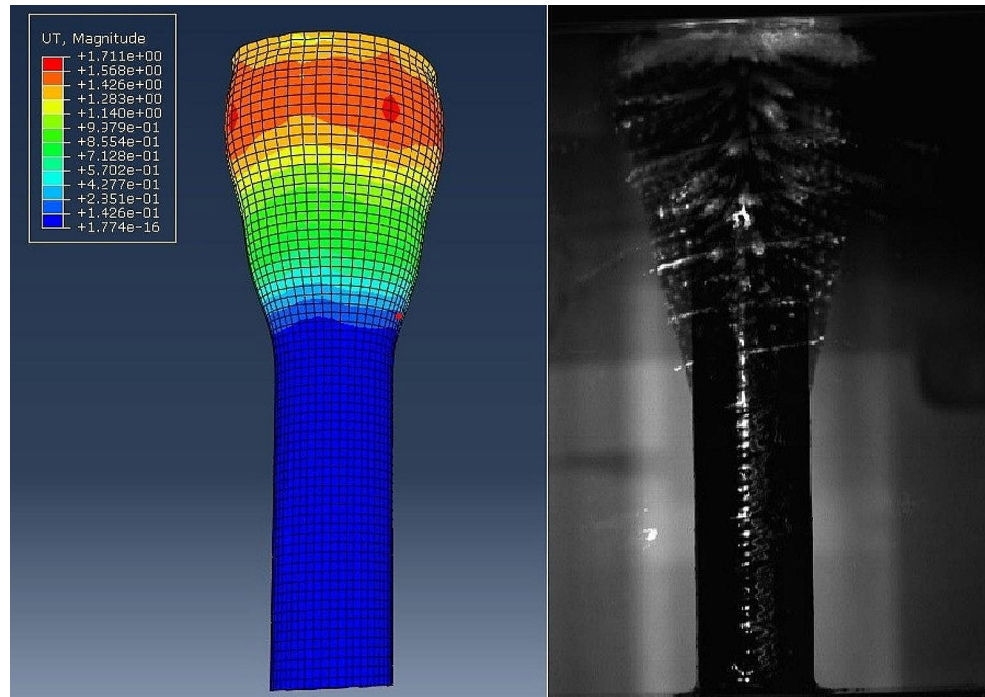 UT, Magnitude
+1.711e+00
+1.568e+00
+1.426e+00
+1.283e+00
+1.140e+00
+9.979e-01
+8.554e-01
+7.128e-01
+5.702e-01
+4.277e-01
+2.351e-01
+1.426e-01
+1.774e-16